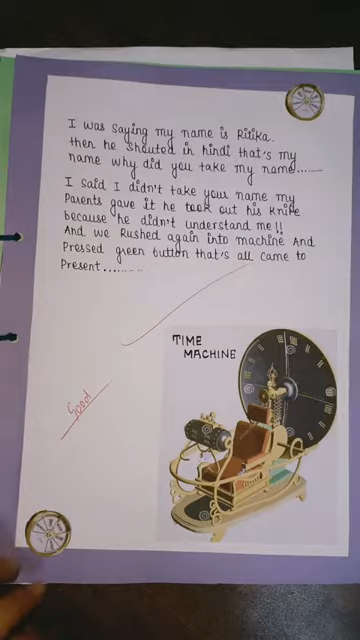 I was saying my name is Ritika.
then he shouted in hindi that's my
name why did you take my name.......
I said I didn't take your name my
Parents gave it he took out his knife
because he didn't understand me!!
And we Rushed again into machine And
Pressed green button that's all came to
Present.........
TIME
MACHINE
Good